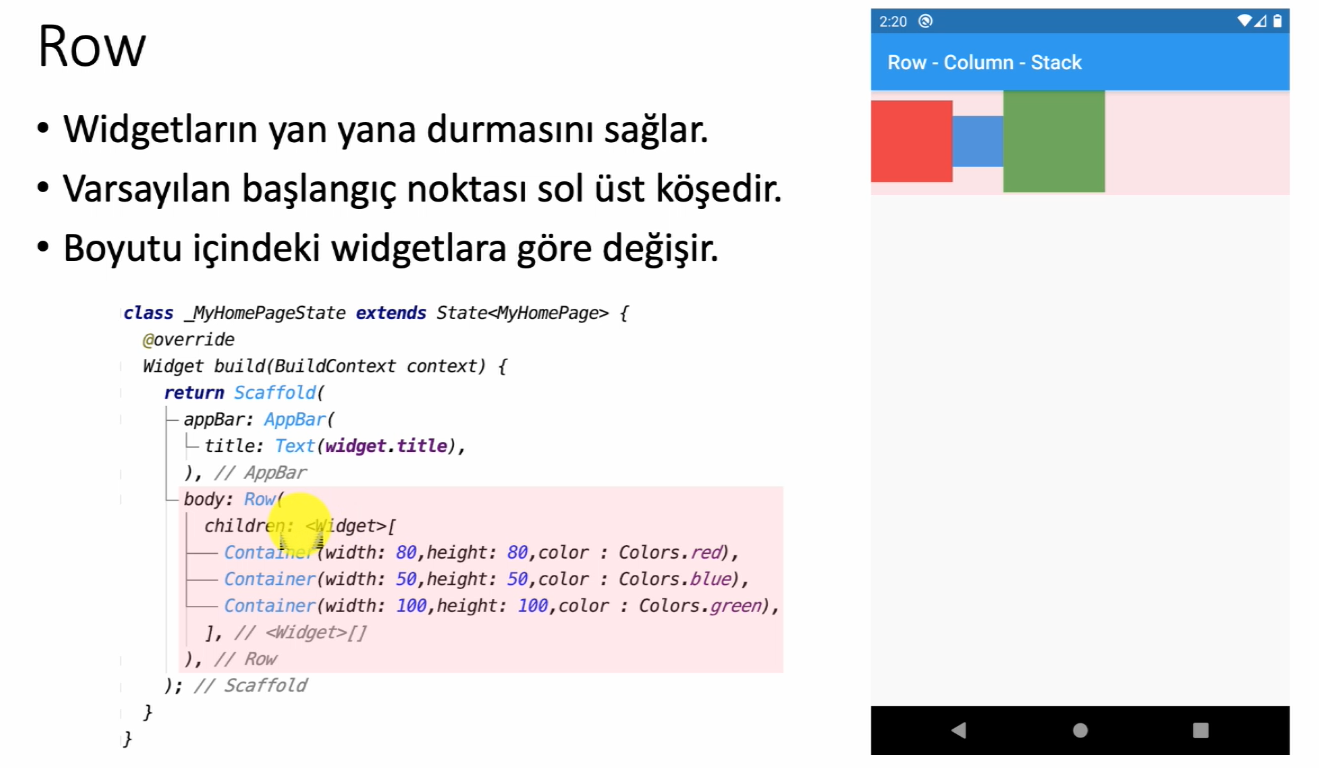 Row
• Widgetların yan yana durmasını sağlar.
• Varsayılan başlangıç noktası sol üst köşedir.
• Boyutu içindeki widgetlara göre değişir.
class _MyHomePageState extends State<MyHomePage> {
@override
Widget build(BuildContext context) {
return Scaffold(
appBar: AppBar(
title: Text(widget.title),
), // AppBar
body: Row(
children: <Widget>[
Container(width: 80,height: 80,color : Colors.red),
Container(width: 50,height: 50,color : Colors.blue),
Container(width: 100,height: 100,color : Colors.green),
], // <Widget>[]
), // Row
); // Scaffold
}
}
2:20
Row - Column - Stack